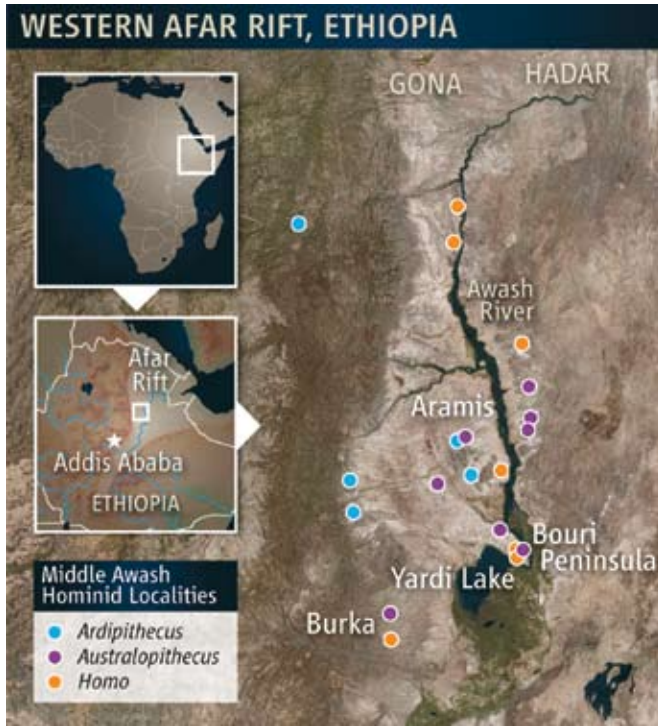 WESTERN AFAR RIFT, ETHIOPIA
GONA
HADAR
Awash
River
Afar
Rift
Addis Ababa
ETHIOPIA
Aramis
Bouri
Peninsula
Yardi Lake
Burka
Middle Awash
Hominid Localities
Ardipithecus
Australopithecus
Homo